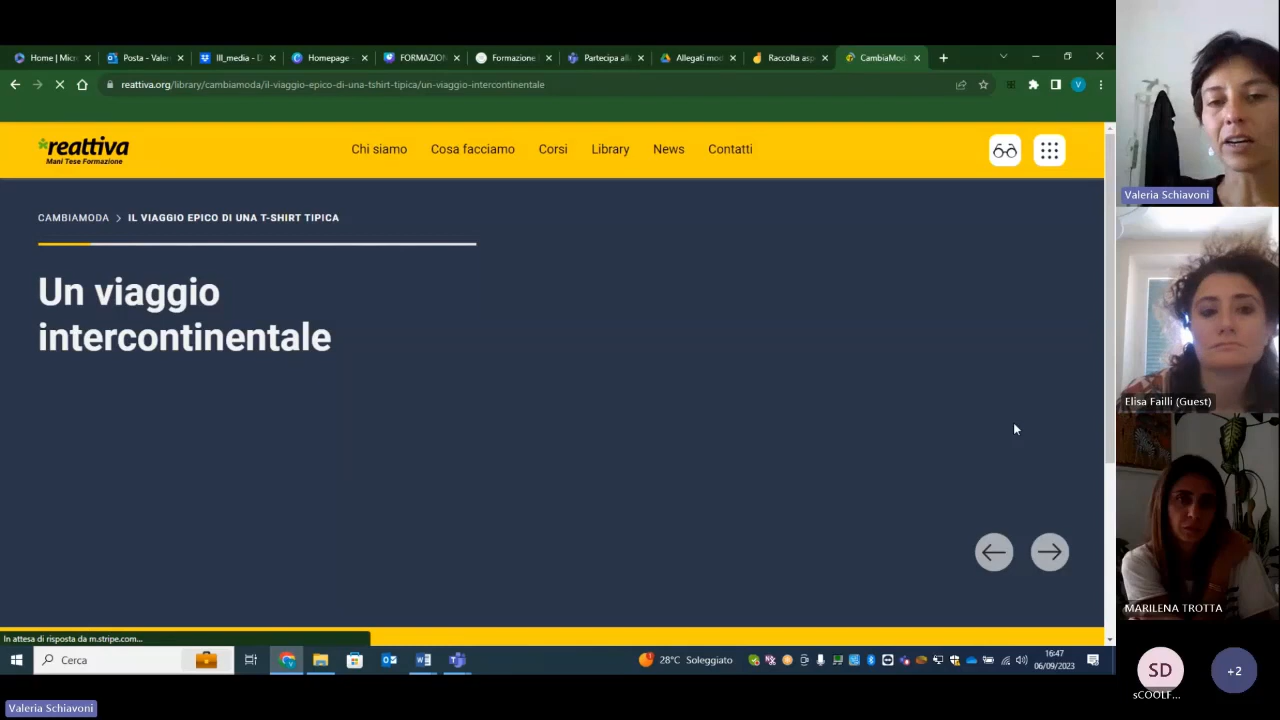 Home | Micr
Posta - Valer
III_media - D
Homepage -
FORMAZION
Formazione
Partecipa all
Allegati mod
Raccolta asp
CambiaMod
reattiva.org/library/cambiamoda/il-viaggio-epico-di-una-tshirt-tipica/un-viaggio-intercontinentale
V
reattiva
Mani Tese Formazione
Chi siamo
Cosa facciamo
Corsi
Library
News
Contatti
CAMBIAMODA > IL VIAGGIO EPICO DI UNA T-SHIRT TIPICA
Un viaggio
intercontinentale
In attesa di risposta da m.stripe.com...
Cerca
28°C Soleggiato
16:47
06/09/2023
Valeria Schiavoni
Elisa Failli (Guest)
MARILENA TROTTA
SD
sCOOLF...
+2
Valeria Schiavoni